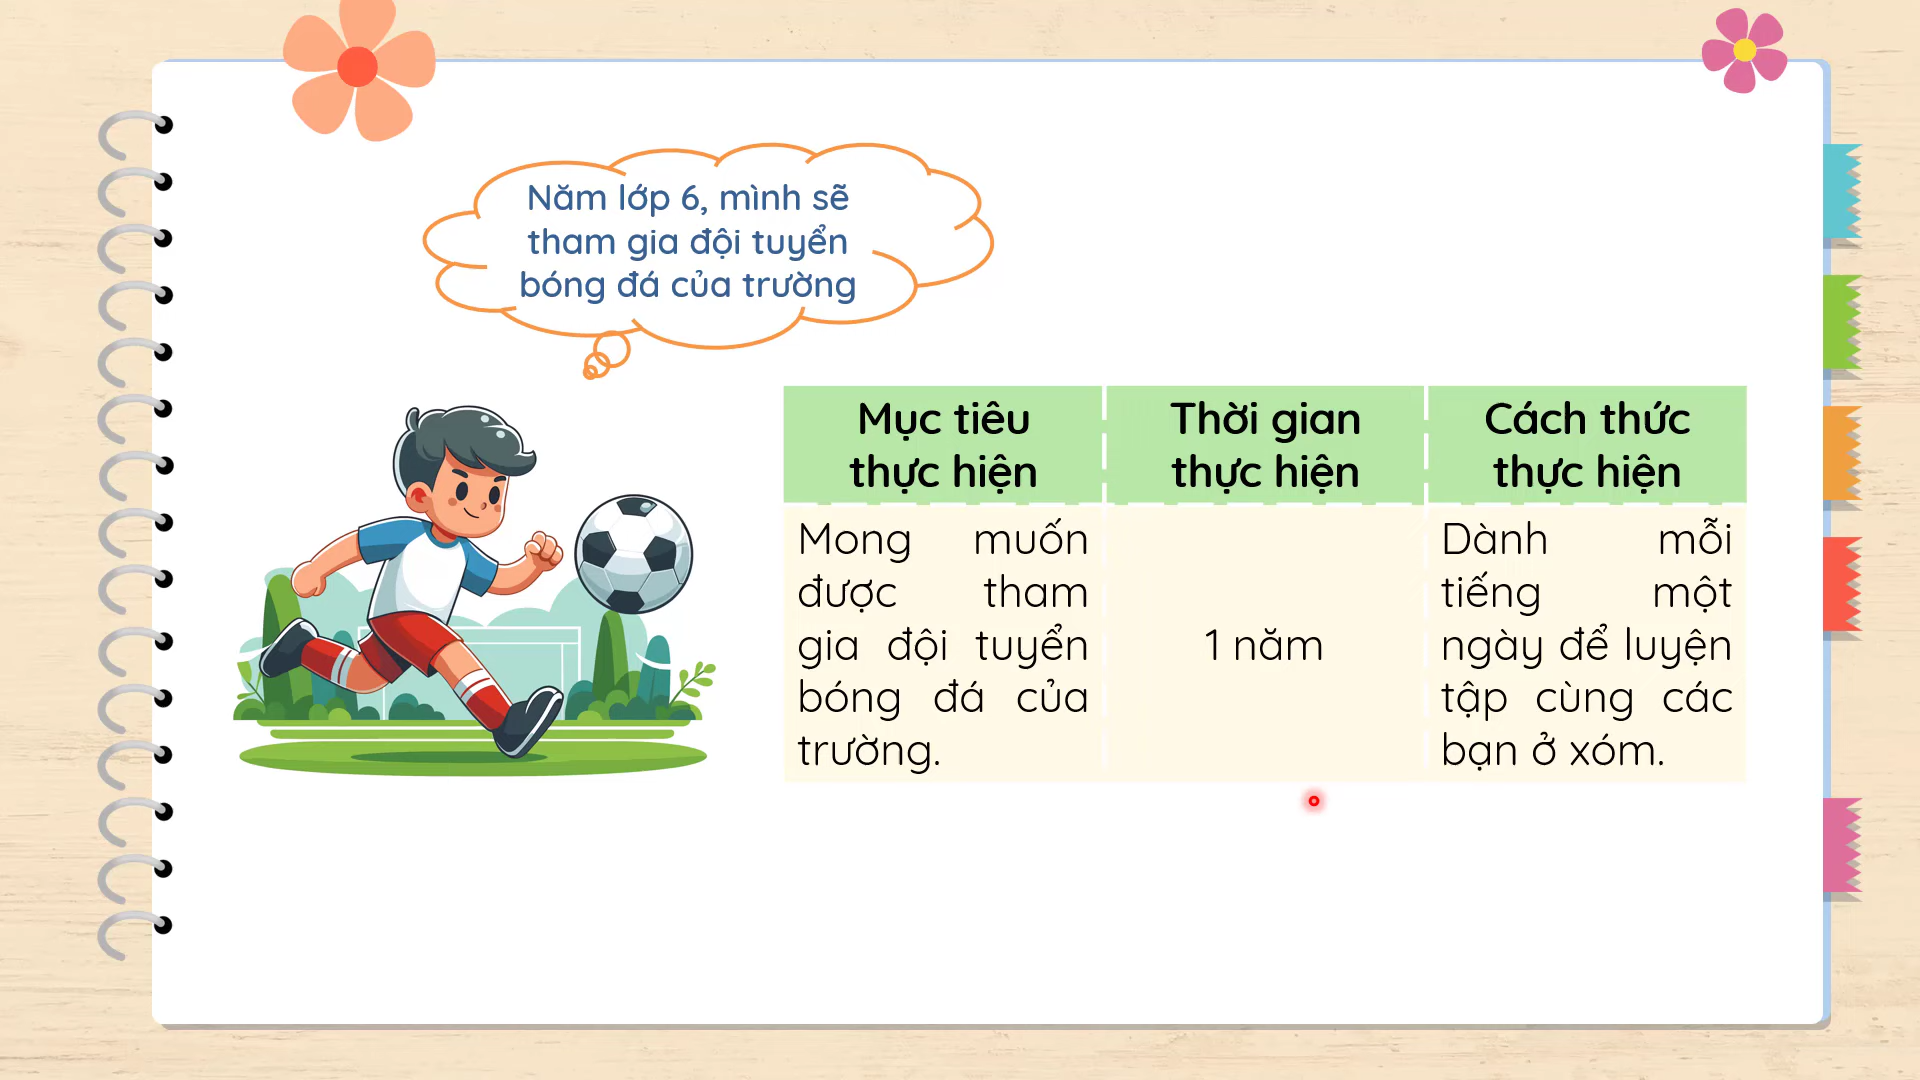 Năm lớp 6, mình sẽ
tham gia đội tuyển
bóng đá của trường
Mục tiêu
thực hiện
Thời gian
thực hiện
Cách thức
thực hiện
Mong muốn
được tham
gia đội tuyển
bóng đá của
trường.
1 năm
Dành mỗi
tiếng một
ngày để luyện
tập cùng các
bạn ở xóm.